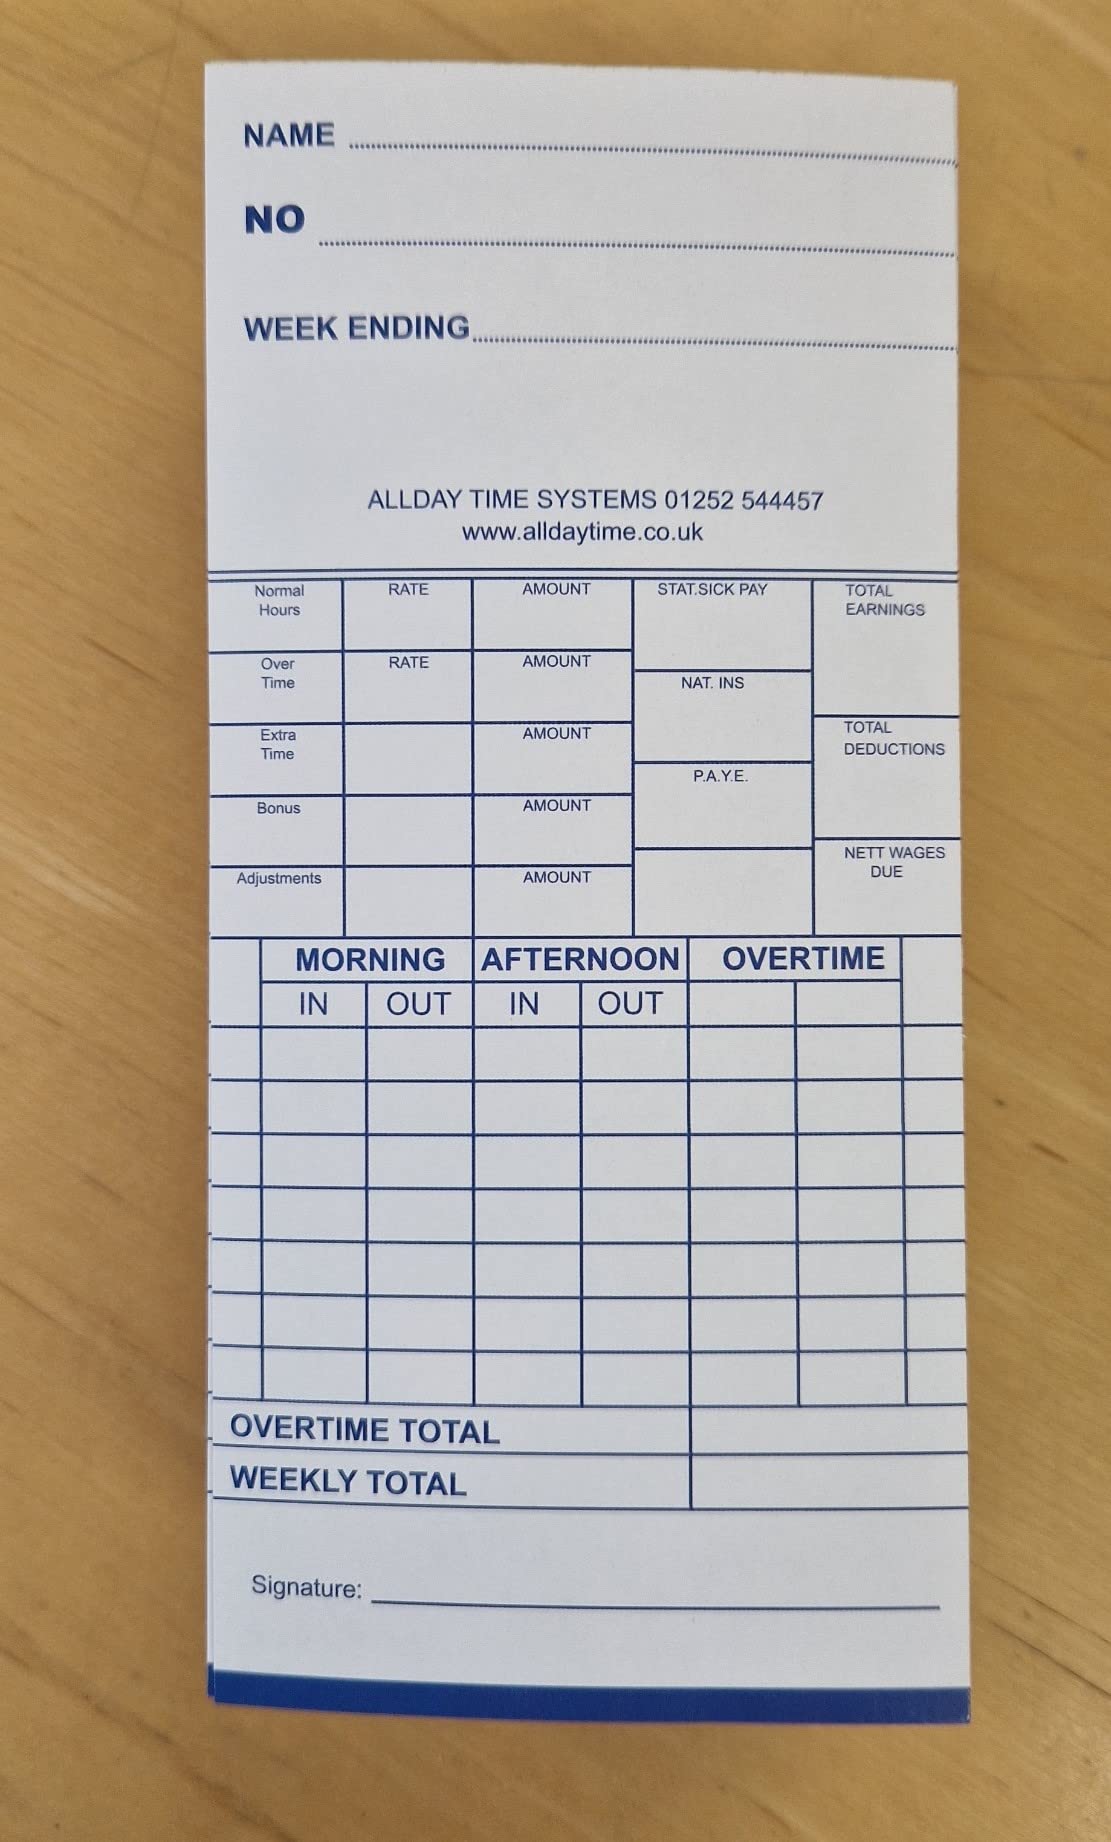 NAME
NO
WEEK ENDING
ALLDAY TIME SYSTEMS 01252 544457
www.alldaytime.co.uk
Normal Hours RATE AMOUNT STAT.SICK PAY TOTAL EARNINGS
Over Time RATE AMOUNT NAT. INS
Extra Time AMOUNT TOTAL DEDUCTIONS
P.A.Y.E.
Bonus AMOUNT
NETT WAGES DUE
Adjustments AMOUNT
MORNING AFTERNOON OVERTIME
IN OUT IN OUT
OVERTIME TOTAL
WEEKLY TOTAL
Signature: